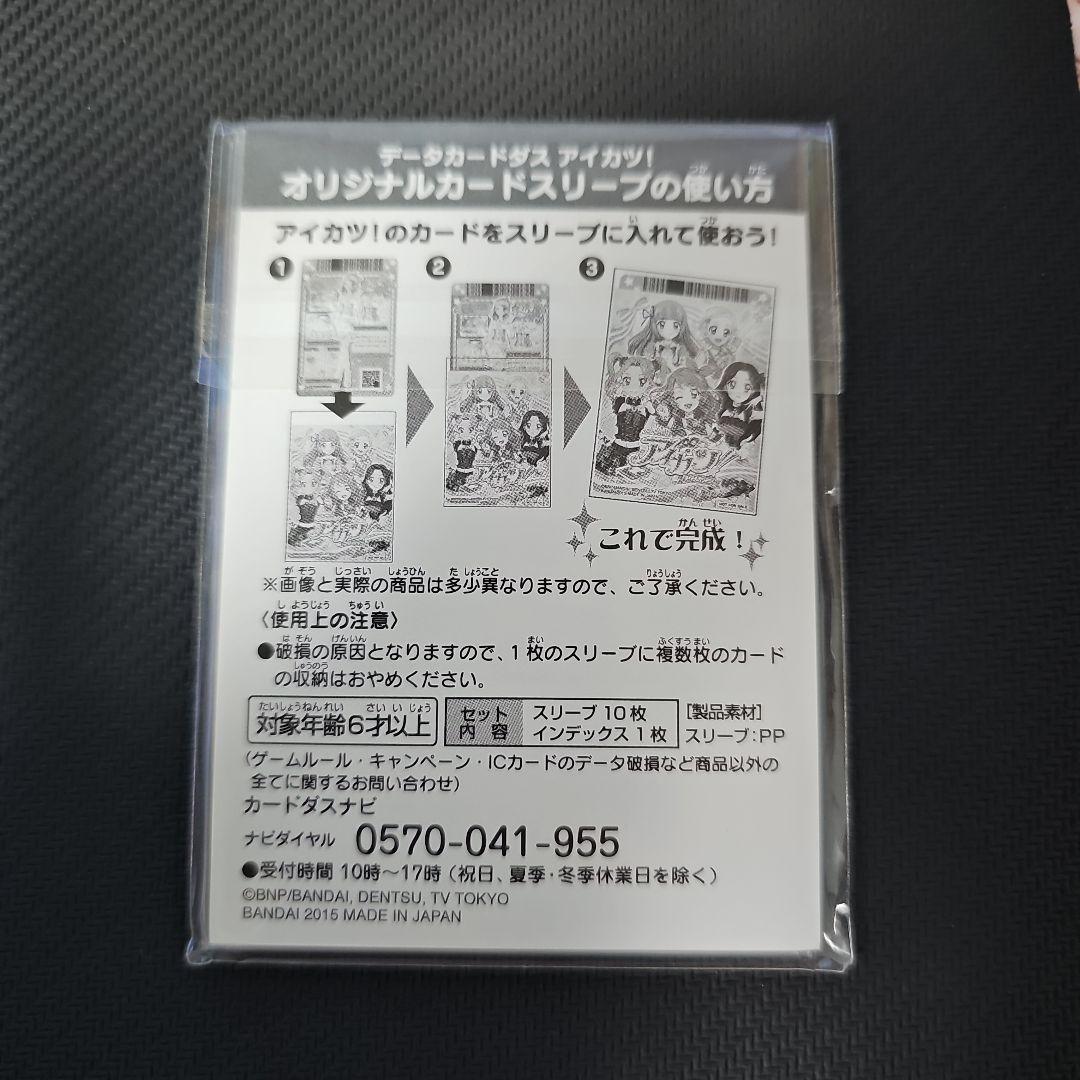 データカードダス アイカツ!
オリジナルカードスリーブの使い方
アイカツ!のカードをスリーブに入れて使おう!
1 2 3
アイカツ!
これで完成!
※画像と実際の商品は多少異なりますので、ご了承ください。
〈使用上の注意〉
●破損の原因となりますので、1枚のスリーブに複数枚のカード
の収納はおやめください。
対象年齢6才以上
セット内容 スリーブ10枚
インデックス1枚
[製品素材]
スリーブ:PP
(ゲームルール・キャンペーン・ICカードのデータ破損など商品以外の
全てに関するお問い合わせ)
カードダスナビ
ナビダイヤル 0570-041-955
●受付時間 10時〜17時 (祝日、夏季・冬季休業日を除く)
©BNP/BANDAI, DENTSU, TV TOKYO
BANDAI 2015 MADE IN JAPAN